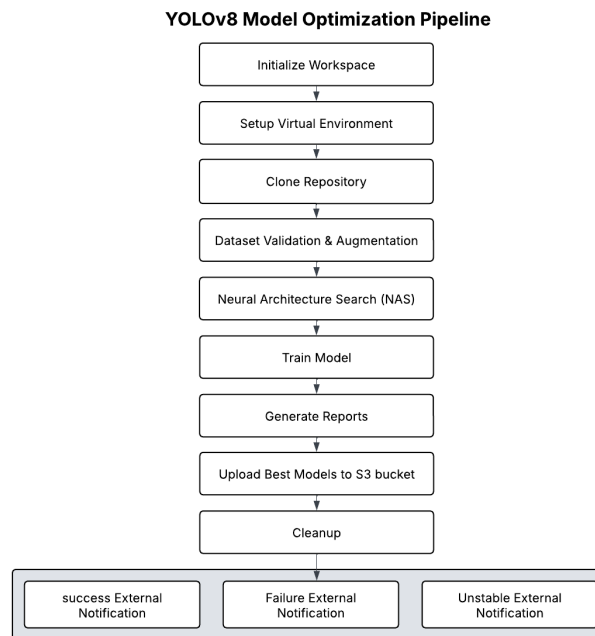 YOLOv8 Model Optimization Pipeline
Initialize Workspace
Setup Virtual Environment
Clone Repository
Dataset Validation & Augmentation
Neural Architecture Search (NAS)
Train Model
Generate Reports
Upload Best Models to S3 bucket
Cleanup
success External
Notification
Failure External
Notification
Unstable External
Notification